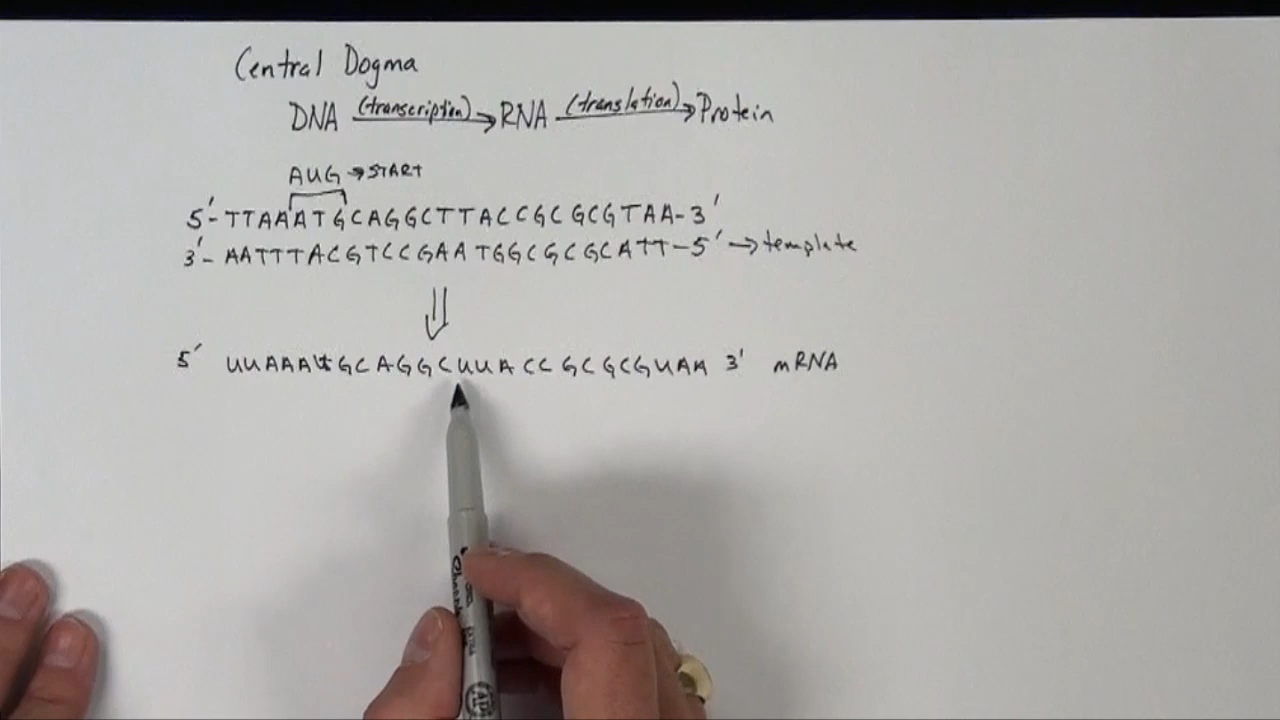 Central Dogma
DNA (transcription)→ RNA (translation)→ Protein
AUG → START
5'-TTAAATGCAGGCTTACCGCGCGTAA-3'
3'-AATTTACGTCCGAATGGCGCGCATT-5' → template
5' UUAAAUGCAGGCUUACCGCGCGUAA 3' mRNA